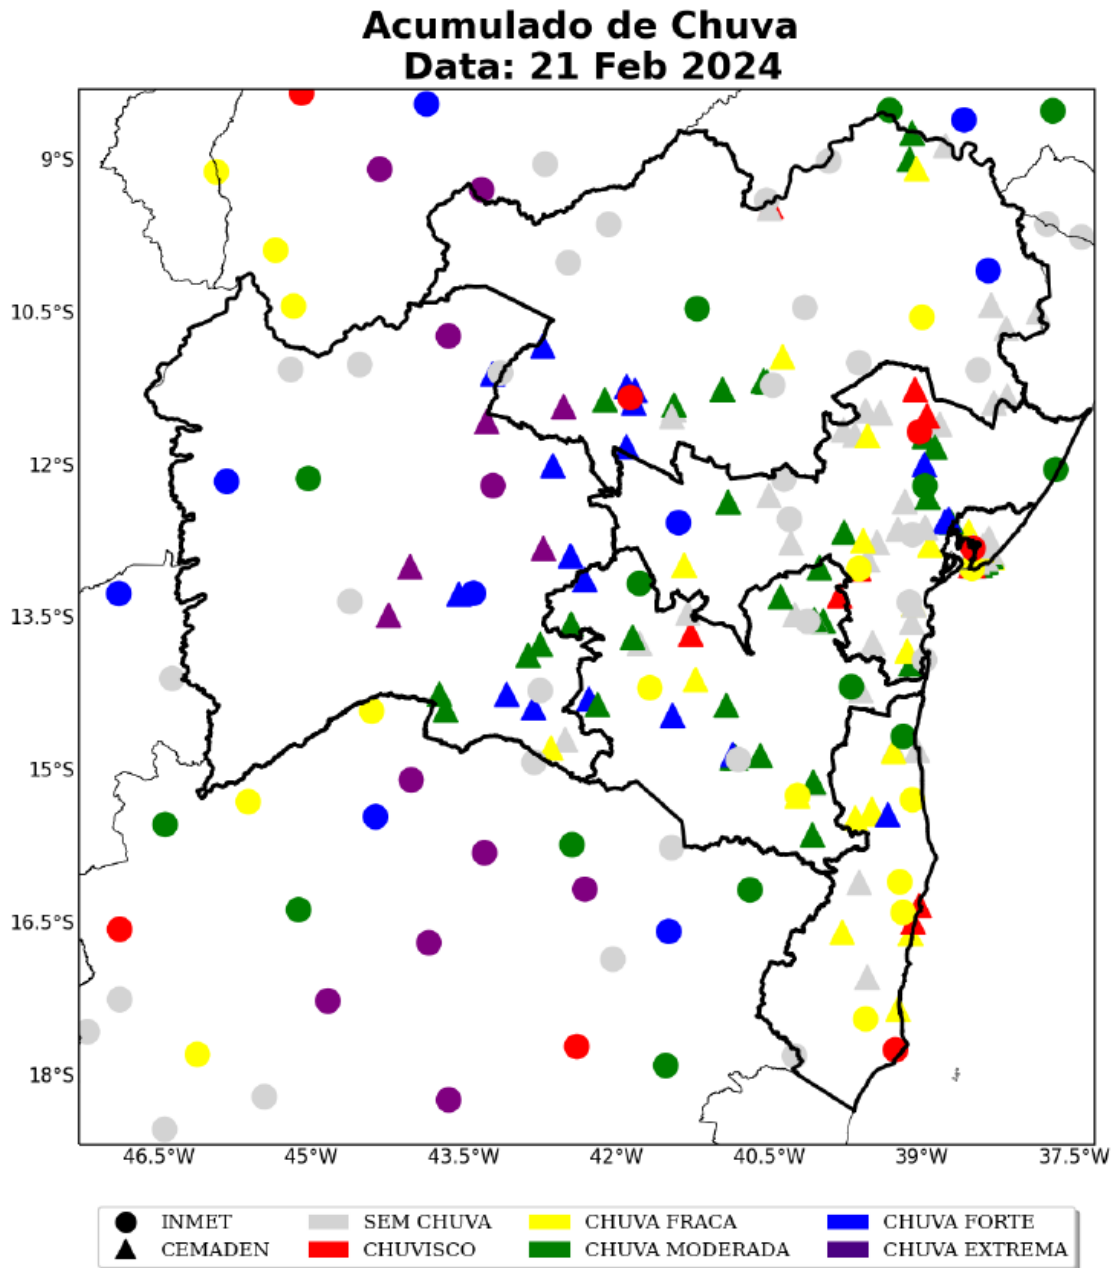 Acumulado de Chuva
Data: 21 Feb 2024
9°S
10.5°S
12°S
13.5°S
15°S
16.5°S
18°S
46.5°W 45°W 43.5°W 42°W 40.5°W 39°W 37.5°W
INMET SEM CHUVA CHUVA FRACA CHUVA FORTE
CEMADEN CHUVISCO CHUVA MODERADA CHUVA EXTREMA